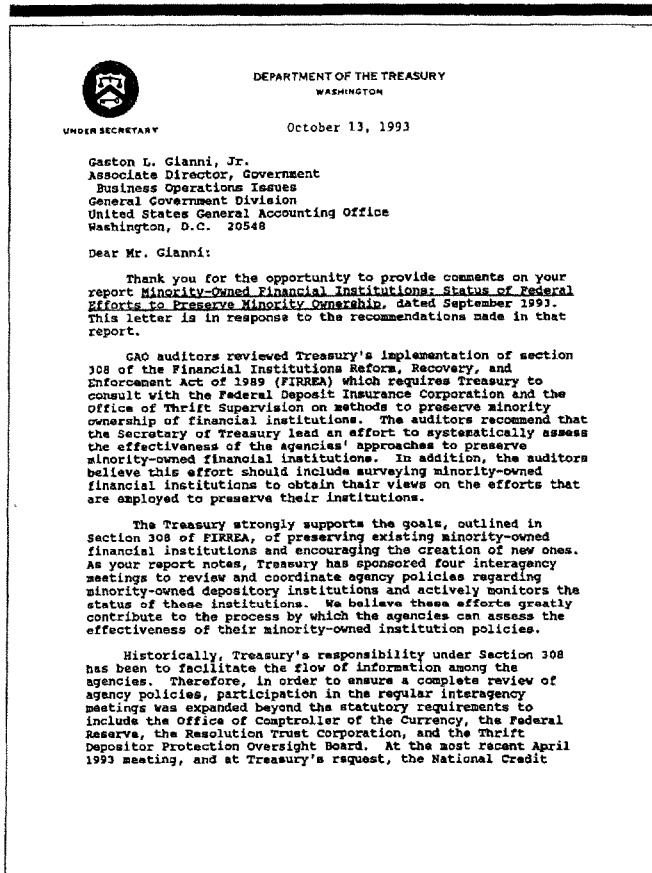 DEPARTMENT OF THE TREASURY
WASHINGTON
UNDER SECRETARY
October 13, 1993
Gaston L. Gianni, Jr.
Associate Director, Government
Business Operations Issues
General Government Division
United States General Accounting Office
Washington, D.C. 20548
Dear Mr. Gianni:
Thank you for the opportunity to provide comments on your
report Minority-Owned Financial Institutions: Status of Federal
Efforts to Preserve Minority Ownership, dated September 1993.
This letter is in response to the recommendations made in that
report.
GAO auditors reviewed Treasury's implementation of section
308 of the Financial Institutions Reform, Recovery, and
Enforcement Act of 1989 (FIRREA) which requires Treasury to
consult with the Federal Deposit Insurance Corporation and the
Office of Thrift Supervision on methods to preserve minority
ownership of financial institutions. The auditors recommend that
the Secretary of Treasury lead an effort to systematically assess
the effectiveness of the agencies' approaches to preserve
minority-owned financial institutions. In addition, the auditors
believe this effort should include surveying minority-owned
financial institutions to obtain their views on the efforts that
are employed to preserve their institutions.
The Treasury strongly supports the goals, outlined in
Section 308 of FIRREA, of preserving existing minority-owned
financial institutions and encouraging the creation of new ones.
As your report notes, Treasury has sponsored four interagency
meetings to review and coordinate agency policies regarding
minority-owned depository institutions and actively monitors the
status of these institutions. We believe these efforts greatly
contribute to the process by which the agencies can assess the
effectiveness of their minority-owned institution policies.
Historically, Treasury's responsibility under Section 308
has been to facilitate the flow of information among the
agencies. Therefore, in order to ensure a complete review of
agency policies, participation in the regular interagency
meetings was expanded beyond the statutory requirements to
include the Office of Comptroller of the Currency, the Federal
Reserve, the Resolution Trust Corporation, and the Thrift
Depositor Protection Oversight Board. At the most recent April
1993 meeting, and at Treasury's request, the National Credit